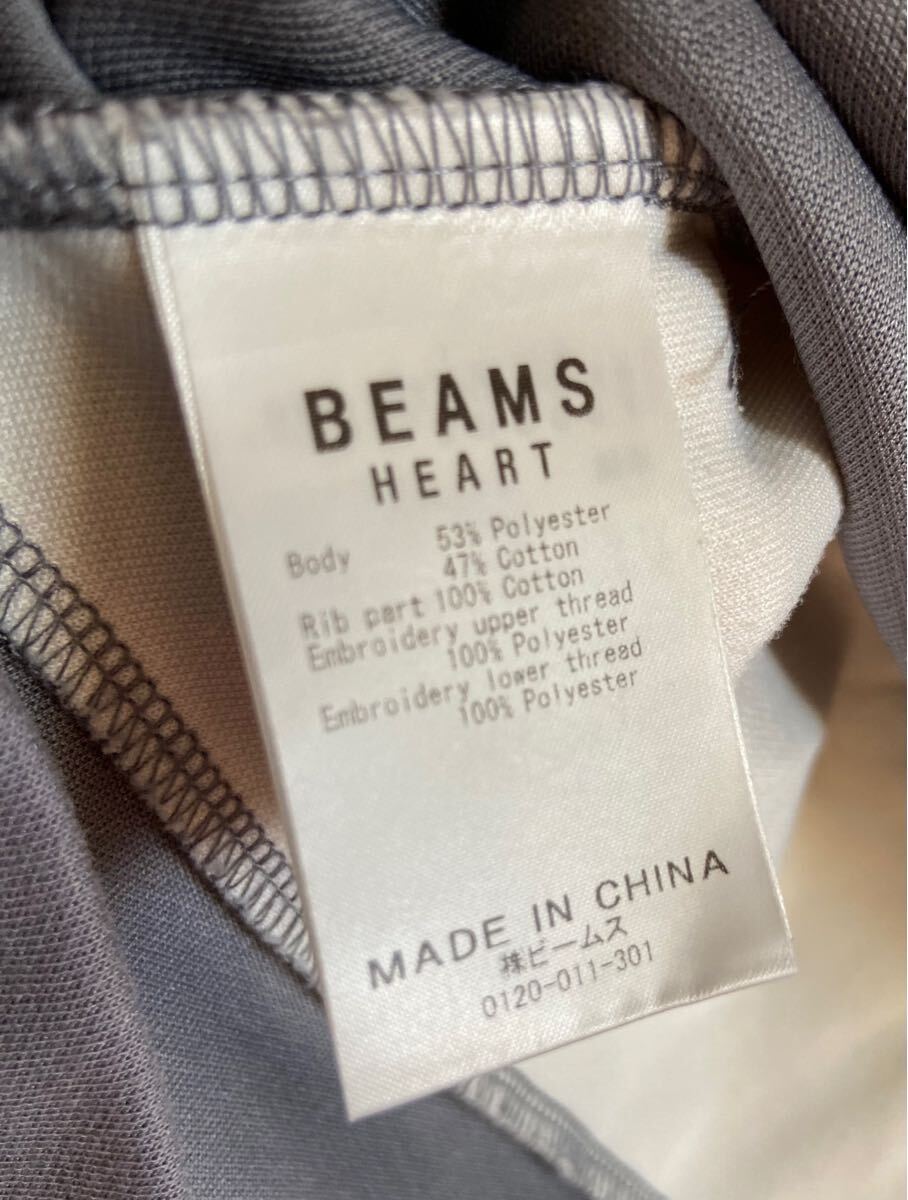 BEAMS
HEART
Body 53% Polyester
47% Cotton
Rib part 100% Cotton
Embroidery upper thread
100% Polyester
Embroidery lower thread
100% Polyester
MADE IN CHINA
株ビームス
0120-011-301